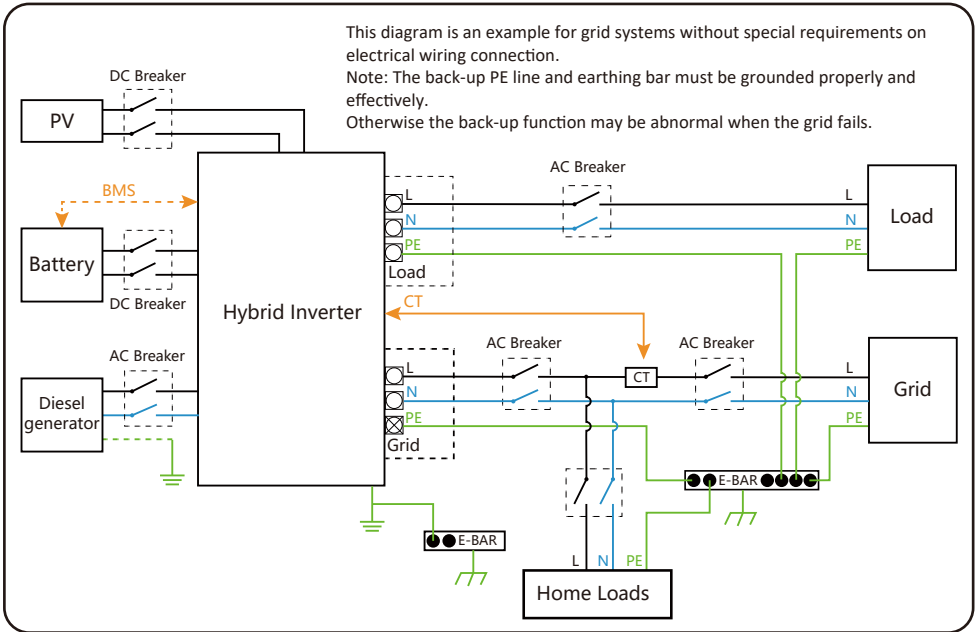 This diagram is an example for grid systems without special requirements on
electrical wiring connection.
Note: The back-up PE line and earthing bar must be grounded properly and
effectively.
Otherwise the back-up function may be abnormal when the grid fails.
DC Breaker
PV
BMS
Battery
DC Breaker
AC Breaker
Diesel
generator
Hybrid Inverter
L
N
PE
Load
AC Breaker
L
N
PE
Load
CT
AC Breaker
CT
AC Breaker
L
N
PE
Grid
L
N
PE
Grid
E-BAR
E-BAR
L
N
PE
Home Loads